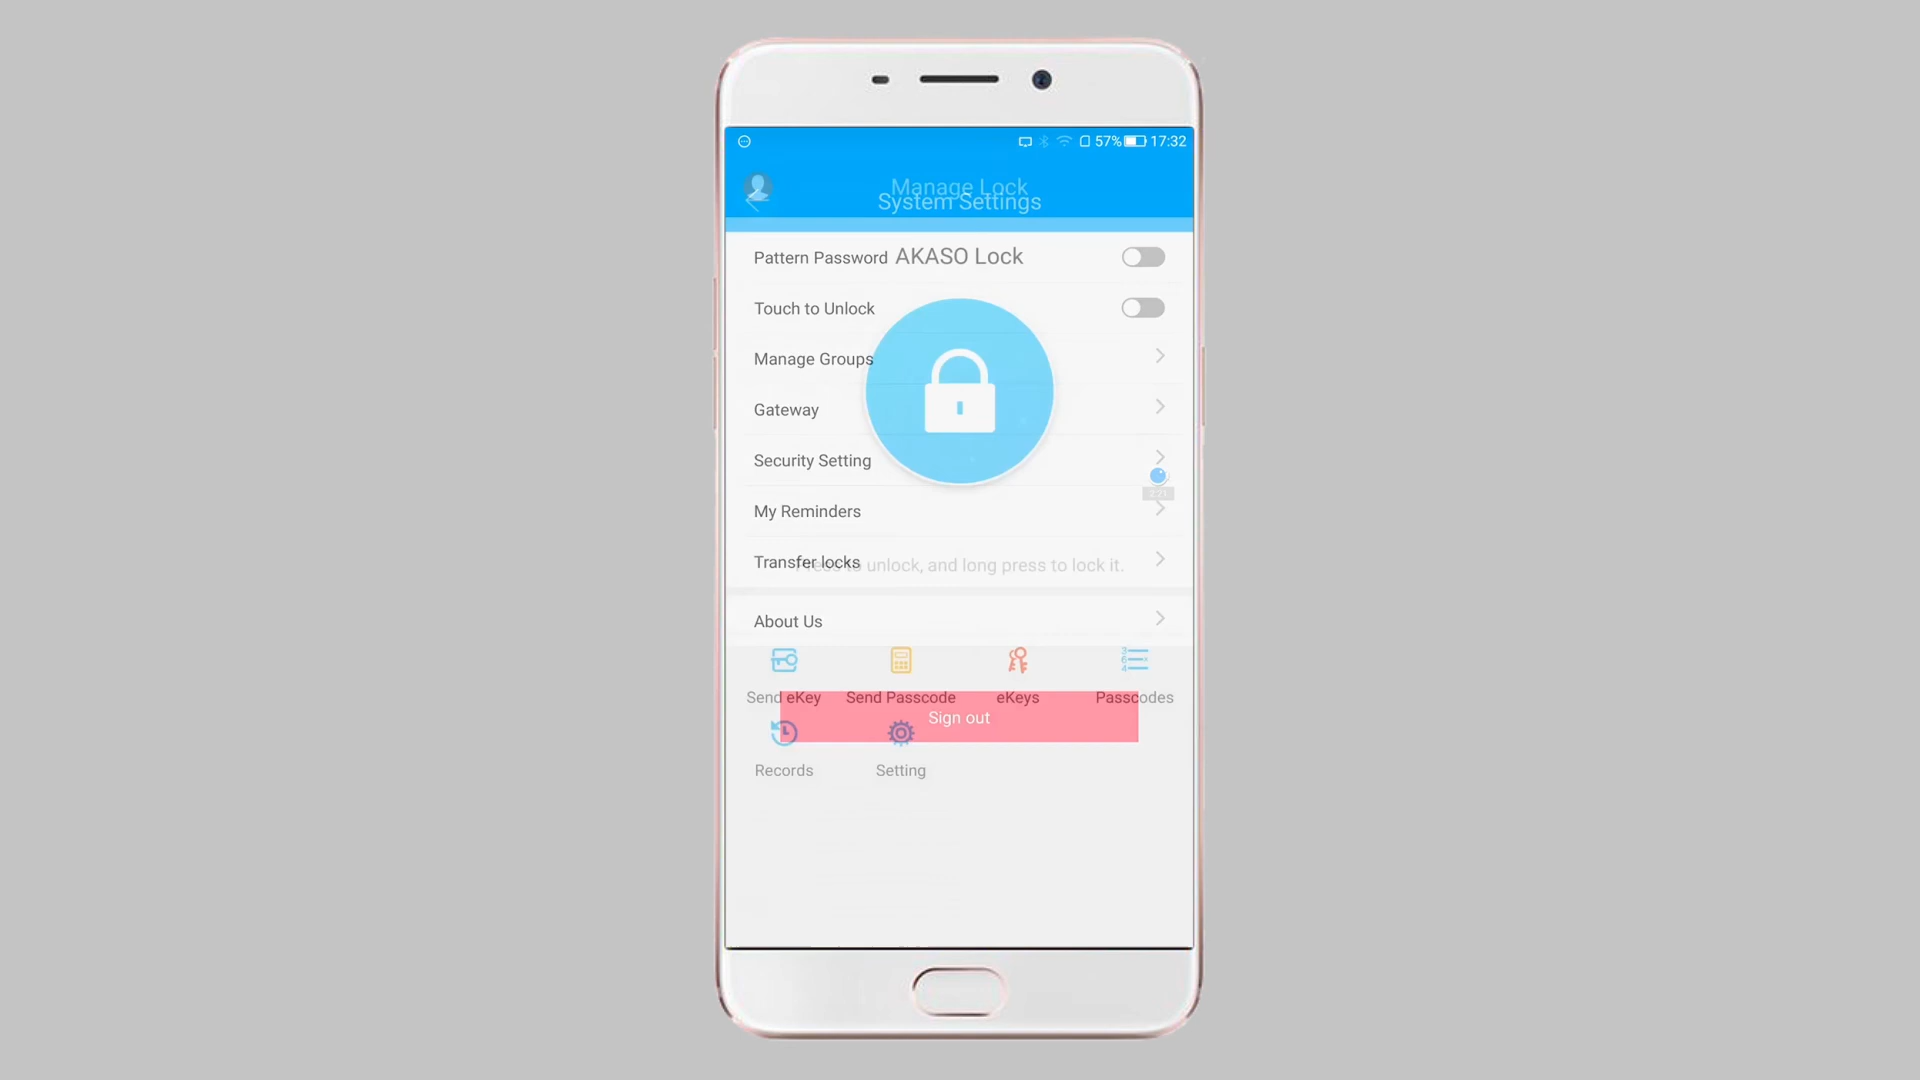 57% 17:32
Manage Lock
System Settings
Pattern Password
AKASO Lock
Touch to Unlock
Manage Groups
Gateway
Security Setting
My Reminders
Transfer locks
Press to unlock, and long press to lock it.
About Us
Send eKey Send Passcode eKeys Passcodes
Sign out
Records Setting